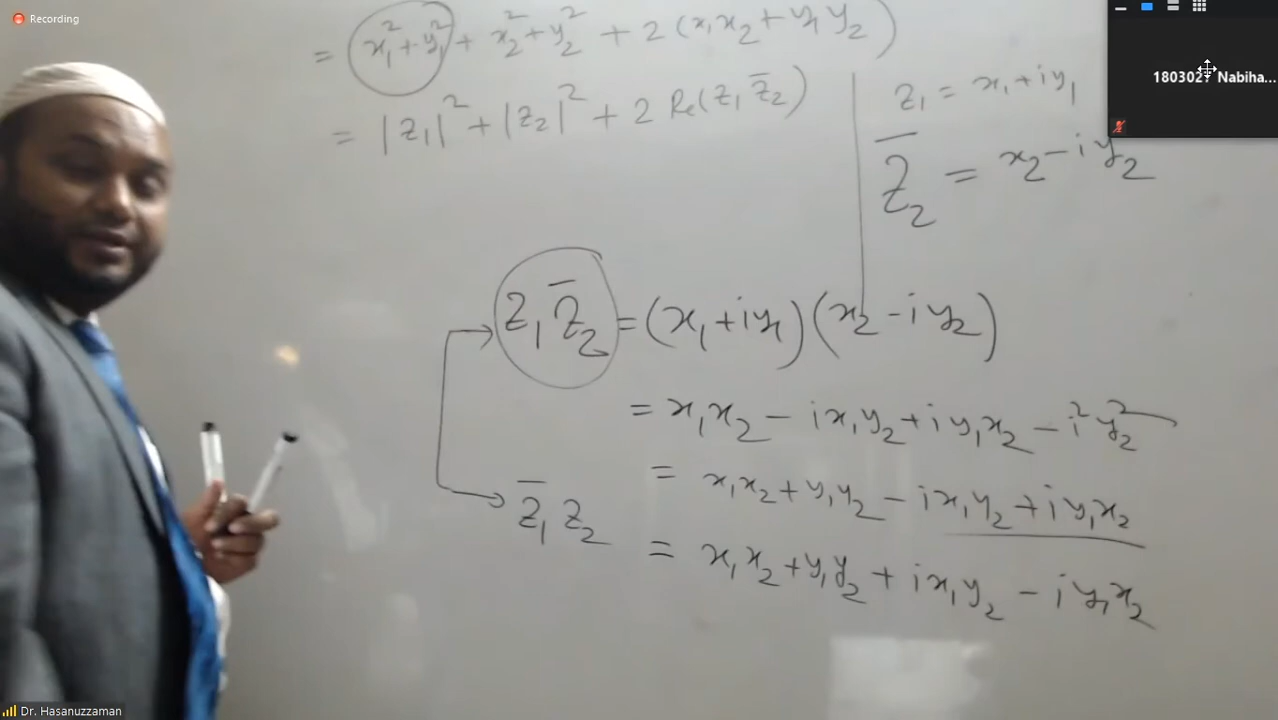 Recording
= x₁² + y₁² + x₂² + y₂² + 2 (x₁x₂ + y₁y₂)
= |z₁|² + |z₂|² + 2 Re(z₁ z̄₂)
z₁ = x₁ + iy₁
z̄₂ = x₂ - iy₂
1803027 Nabiha...
z₁ z̄₂ = (x₁ + iy₁)(x₂ - iy₂)
= x₁x₂ - ix₁y₂ + iy₁x₂ - i²y₂²
= x₁x₂ + y₁y₂ - ix₁y₂ + iy₁x₂
z̄₁ z₂ = x₁x₂ + y₁y₂ + ix₁y₂ - iy₁x₂
Dr. Hasanuzzaman